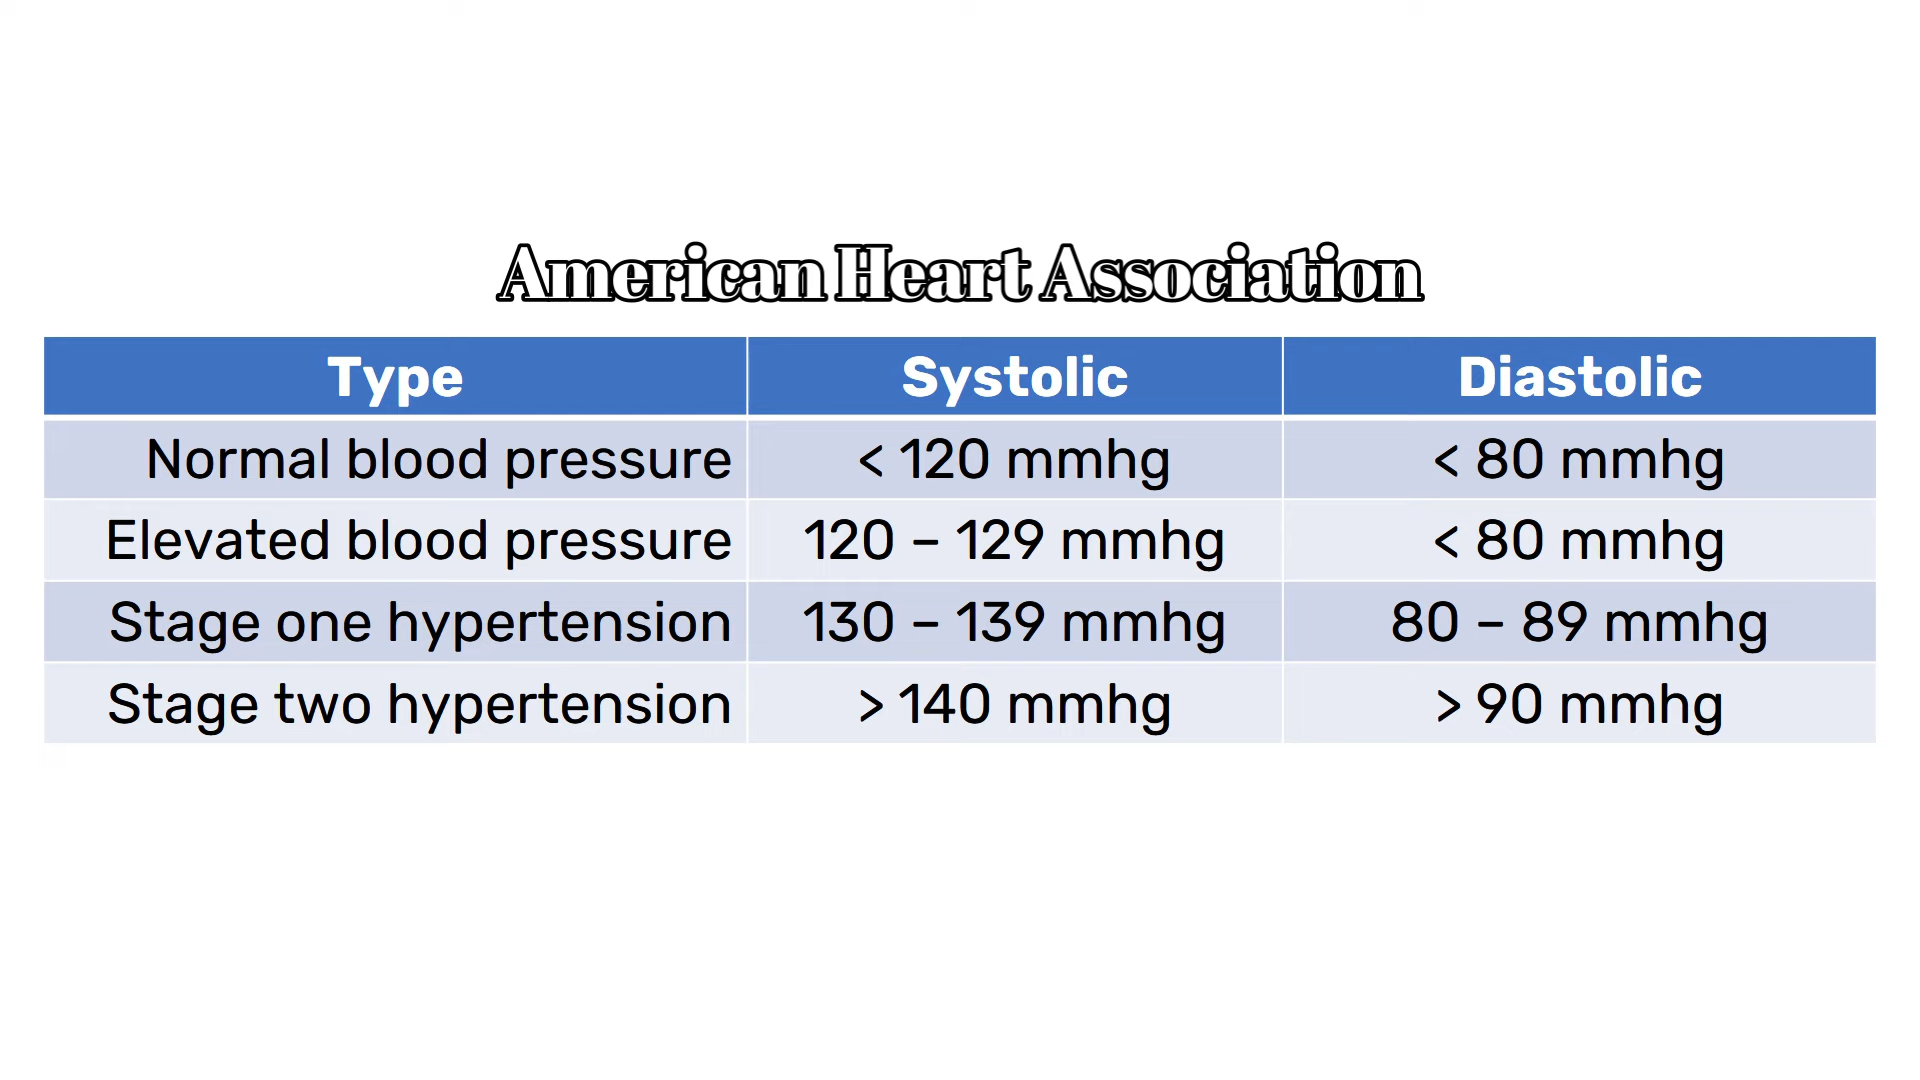 American Heart Association
Type Systolic Diastolic
Normal blood pressure < 120 mmhg < 80 mmhg
Elevated blood pressure 120 – 129 mmhg < 80 mmhg
Stage one hypertension 130 – 139 mmhg 80 – 89 mmhg
Stage two hypertension > 140 mmhg > 90 mmhg